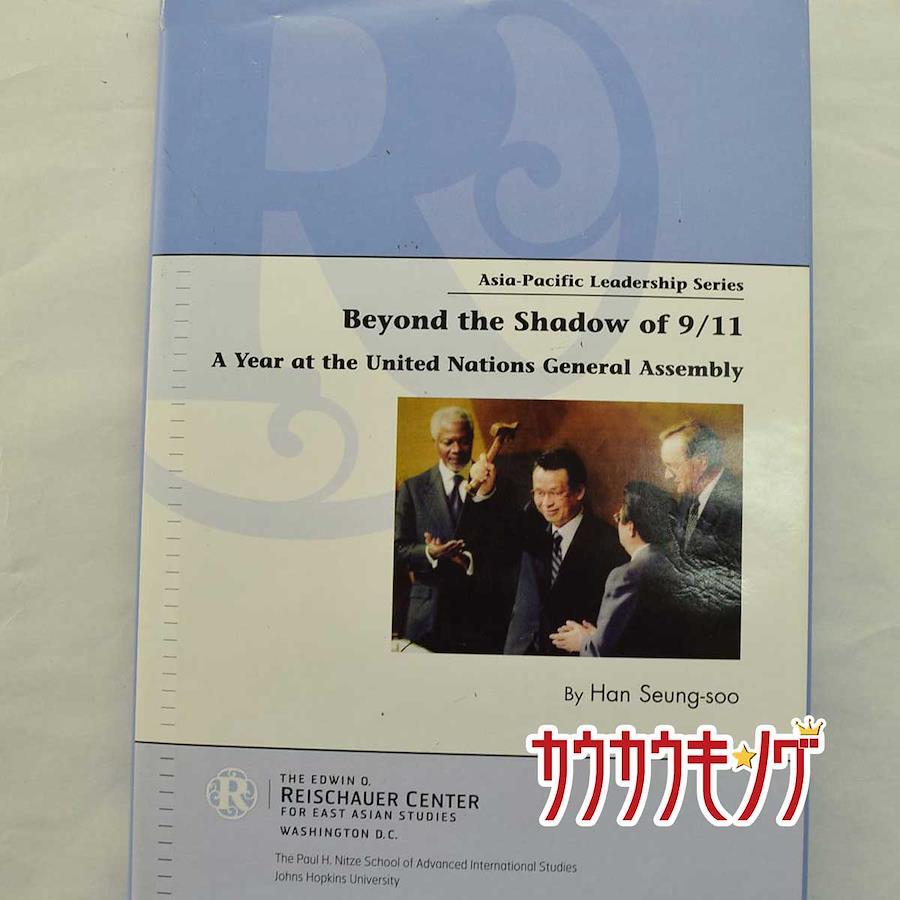 Asia-Pacific Leadership Series
Beyond the Shadow of 9/11
A Year at the United Nations General Assembly
By Han Seung-soo
カウカウキング
R
THE EDWIN O.
REISCHAUER CENTER
FOR EAST ASIAN STUDIES
WASHINGTON D.C.
The Paul H. Nitze School of Advanced International Studies
Johns Hopkins University